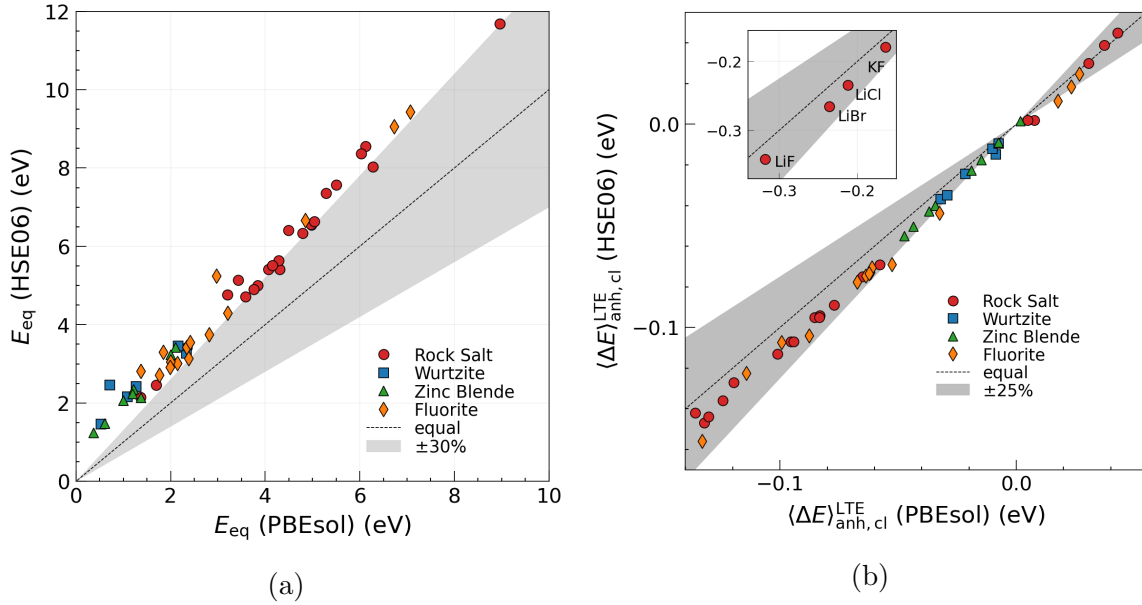 12
10
8
6
4
2
0
E_eq (HSE06) (eV)
Rock Salt
Wurtzite
Zinc Blende
Fluorite
equal
±30%
0 2 4 6 8 10
E_eq (PBEsol) (eV)
(a)
0.0
−0.1
⟨ΔE⟩^LTE_anh, cl (HSE06) (eV)
−0.2
−0.3
KF
LiCl
LiBr
LiF
−0.3 −0.2
Rock Salt
Wurtzite
Zinc Blende
Fluorite
equal
±25%
−0.1 0.0
⟨ΔE⟩^LTE_anh, cl (PBEsol) (eV)
(b)